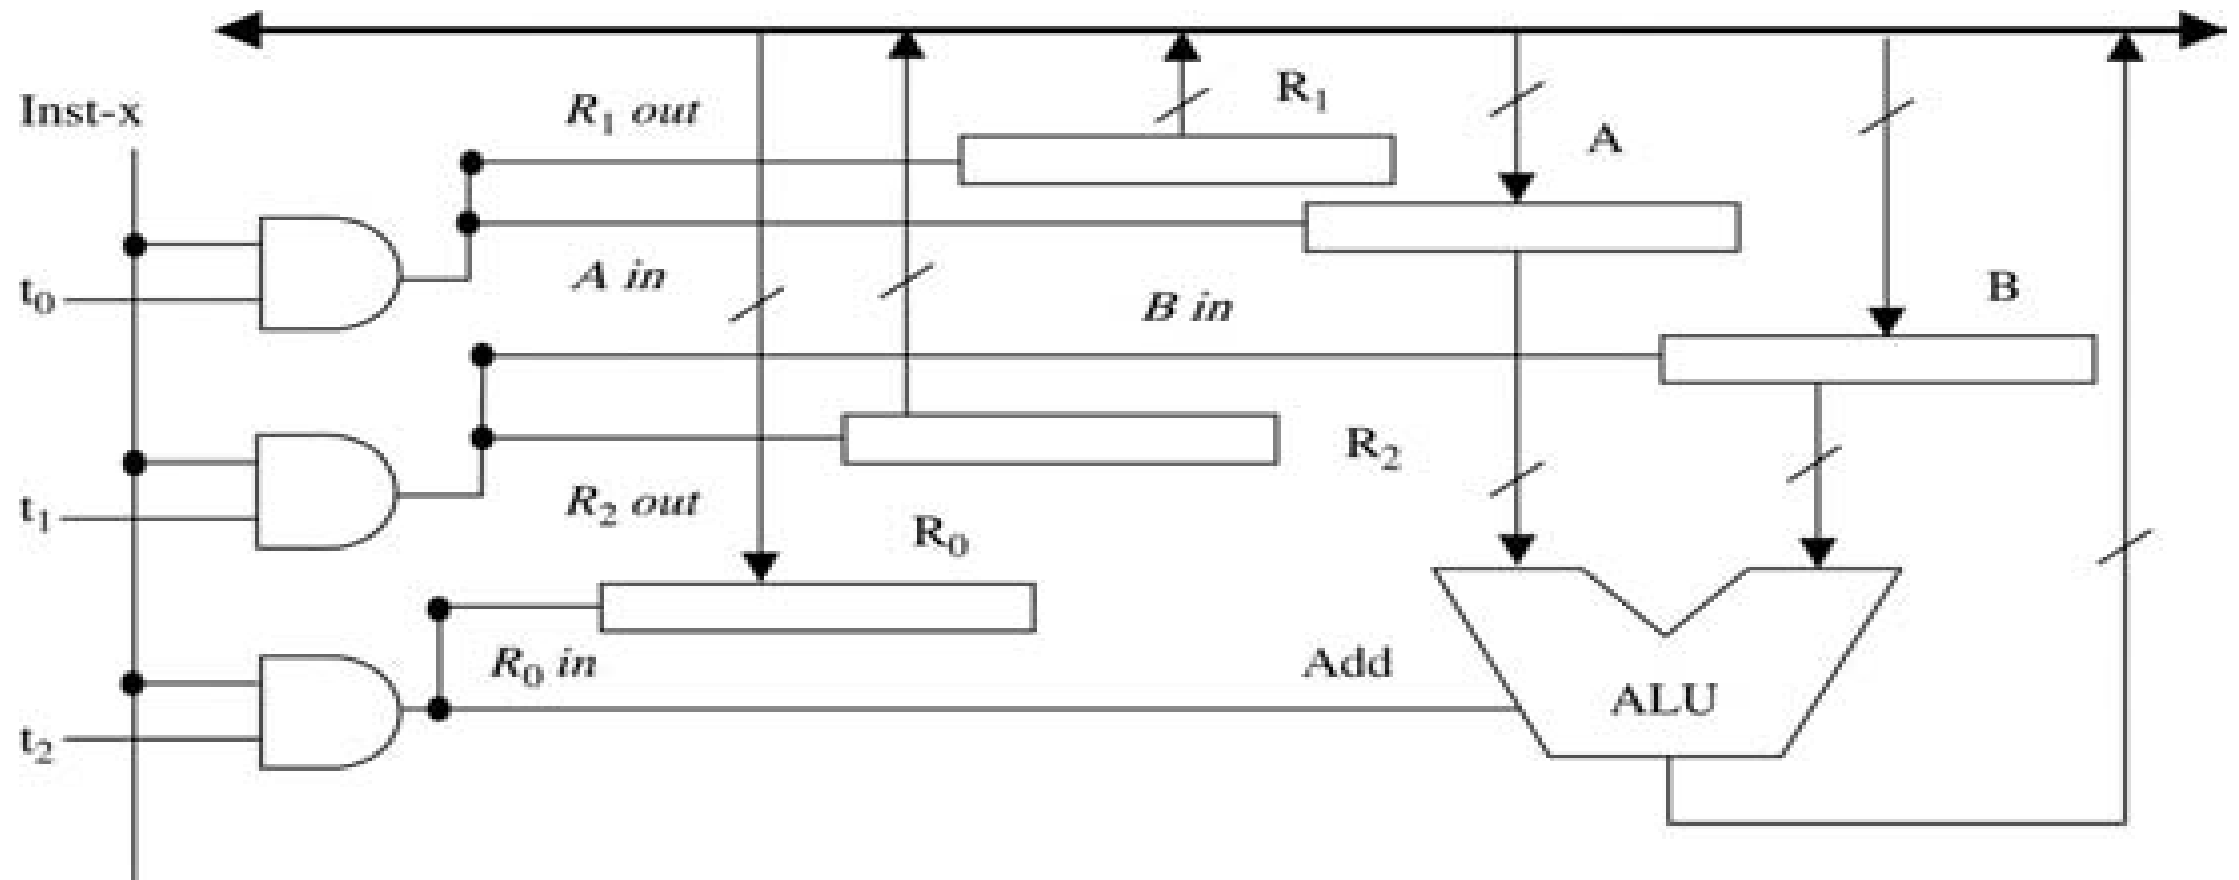 R₁
Inst-x
R₁ out
A
t₀
A in
B in
B
R₂
t₁
R₂ out
R₀
R₀ in
Add
ALU
t₂